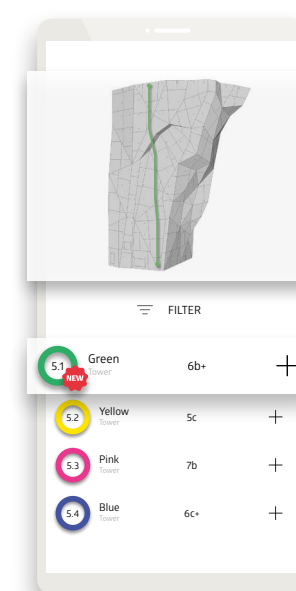 FILTER
5.1 NEW Green 6b+ +
Tower
5.2 Yellow 5c +
Tower
5.3 Pink 7b +
Tower
5.4 Blue 6c+ +
Tower